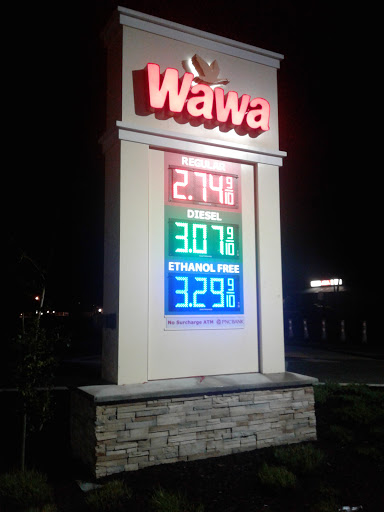 Wawa
REGULAR
2.74 9/10
DIESEL
3.07 9/10
ETHANOL FREE
3.29 9/10
No Surcharge ATM PNCBANK